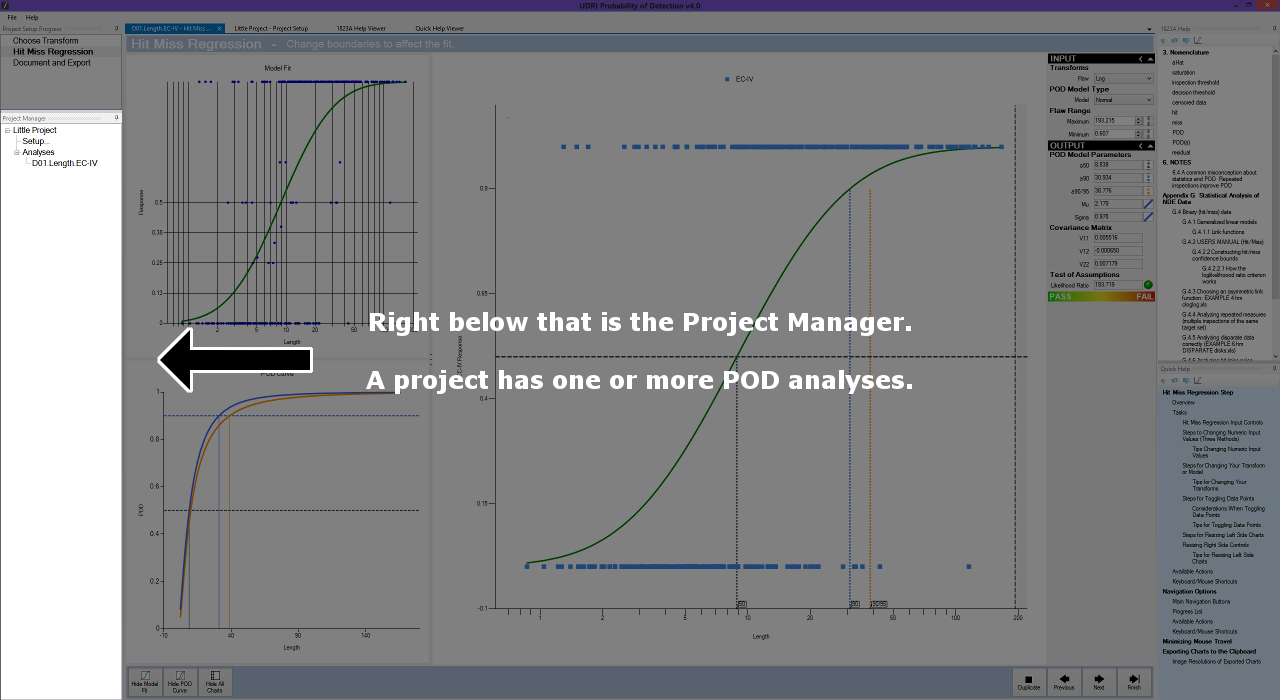 UDRI Probability of Detection v4.0
File Help
Project Setup Progress
Choose Transform
Hit Miss Regression
Document and Export
Project Manager
Little Project
Setup...
Analyses
D01.Length.EC-IV
D01.Length.EC-IV - Hit Miss ... Little Project - Project Setup 1823A Help Viewer Quick Help Viewer
Hit Miss Regression - Change boundaries to affect the fit.
Model Fit
Response
0.5
0.38
0.25
0.13
0
2 5 10 20 50
Length
POD Curve
POD
1
0.8
0.6
0.4
0.2
0
-10 40 90 140
Length
EC-IV
EC-IV Response
0.9
0.65
0.4
0.15
-0.1
a50 a90 a90/95
1 2 5 10 20 50 100 200
Length
Right below that is the Project Manager.
A project has one or more POD analyses.
Hide Model Fit
Hide POD Curve
Hide All Charts
Duplicate
Previous
Next
Finish
INPUT
Transforms
Flaw Log
POD Model Type
Model Normal
Flaw Range
Maximum 193.215
Minimum 0.607
OUTPUT
POD Model Parameters
a50 8.838
a90 30.934
a90/95 38.776
Mu 2.179
Sigma 0.978
Covariance Matrix
V11 0.005516
V12 -0.000650
V22 0.007179
Test of Assumptions
Likelihood Ratio 193.719
PASS FAIL
1823A Help
3. Nomenclature
aHat
saturation
inspection threshold
decision threshold
censored data
hit
miss
POD
POD(a)
residual
6. NOTES
6.4 A common misconception about
statistics and POD Repeated
inspections improve POD
Appendix G Statistical Analysis of
NDE Data
G.4 Binary (hit/miss) data
G.4.1 Generalized linear models
G.4.1.1 Link functions
G.4.2 USERS MANUAL (Hit/Miss)
G.4.2.2 Constructing hit/miss
confidence bounds
G.4.2.2.1 How the
loglikelihoood ratio criterion
works
G.4.3 Choosing an asymmetric link
function: EXAMPLE 4 hm
cloglog.xls
G.4.4 Analyzing repeated measures
(multiple inspections of the same
target set)
G.4.5 Analyzing disparate data
correctly (EXAMPLE 6 hm
DISPARATE disks.xls)
Quick Help
Hit Miss Regression Step
Overview
Tasks
Hit Miss Regression Input Controls
Steps to Changing Numeric Input
Values (Three Methods)
Tips Changing Numeric Input
Values
Steps for Changing Your Transform
or Model
Tips for Changing Your
Transforms
Steps for Toggling Data Points
Considerations When Toggling
Data Points
Tips for Toggling Data Points
Steps for Resizing Left Side Charts
Resizing Right Side Controls
Tips for Resizing Left Side
Charts
Available Actions
Keyboard/Mouse Shortcuts
Navigation Options
Main Navigation Buttons
Progress List
Available Actions
Keyboard/Mouse Shortcuts
Minimizing Mouse Travel
Exporting Charts to the Clipboard
Image Resolutions of Exported Charts